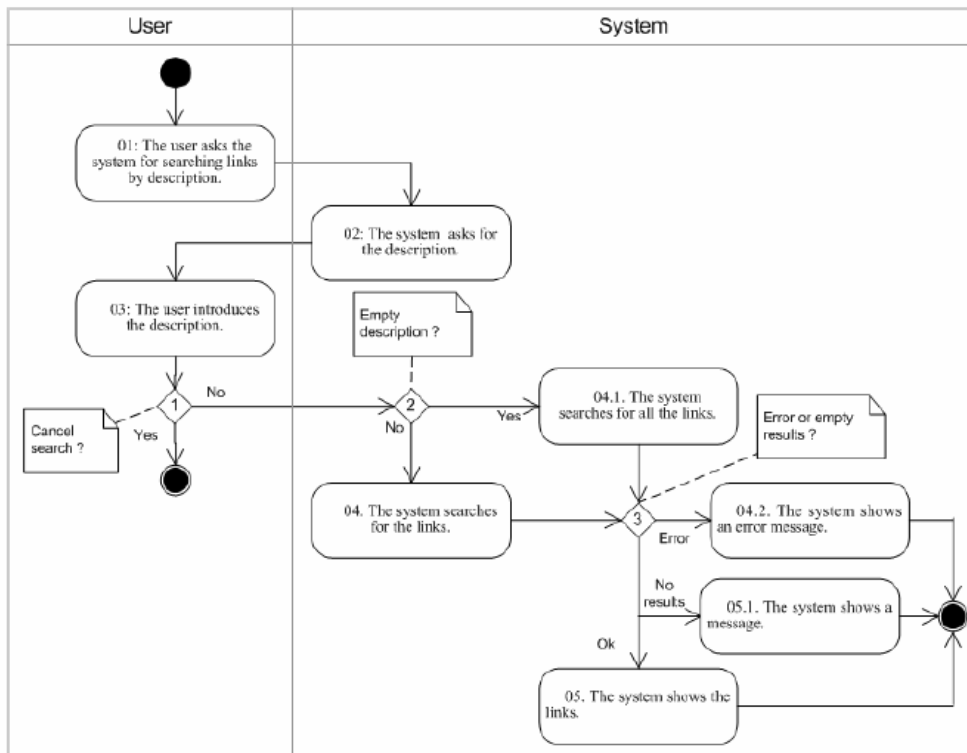 User
System
01: The user asks the
system for searching links
by description.
02: The system asks for
the description.
03: The user introduces
the description.
Empty
description ?
1
No
2
Yes
04.1. The system
searches for all the links.
Error or empty
results ?
Cancel
search ?
Yes
No
04. The system searches
for the links.
3
Error
04.2. The system shows
an error message.
No
results
05.1. The system shows a
message.
Ok
05. The system shows the
links.